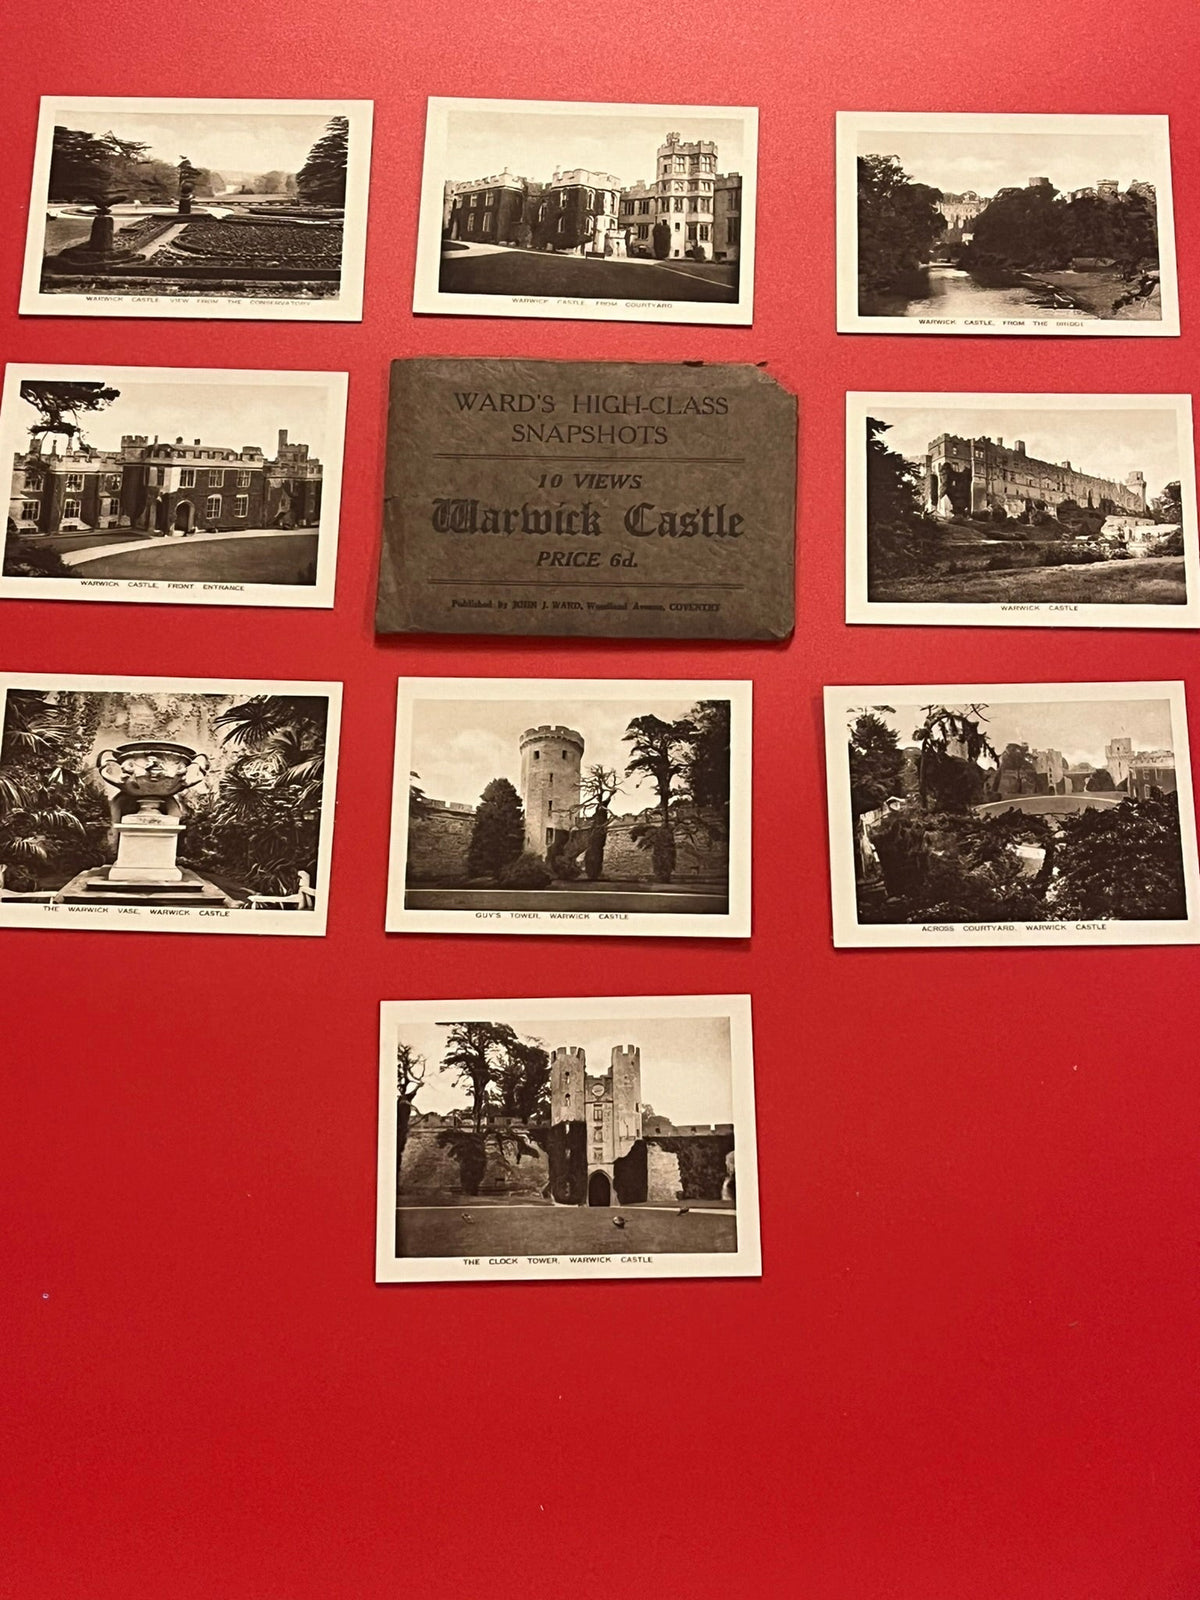 WARWICK CASTLE, VIEW FROM THE CONSERVATORY
WARWICK CASTLE, FROM COURTYARD
WARWICK CASTLE, FROM THE BRIDGE
WARWICK CASTLE, FRONT ENTRANCE
WARD'S HIGH-CLASS
SNAPSHOTS
10 VIEWS
Warwick Castle
PRICE 6d.
Published by JOHN J. WARD, Woodland Avenue, COVENTRY
WARWICK CASTLE
THE WARWICK VASE, WARWICK CASTLE
GUY'S TOWER, WARWICK CASTLE
ACROSS COURTYARD, WARWICK CASTLE
THE CLOCK TOWER, WARWICK CASTLE